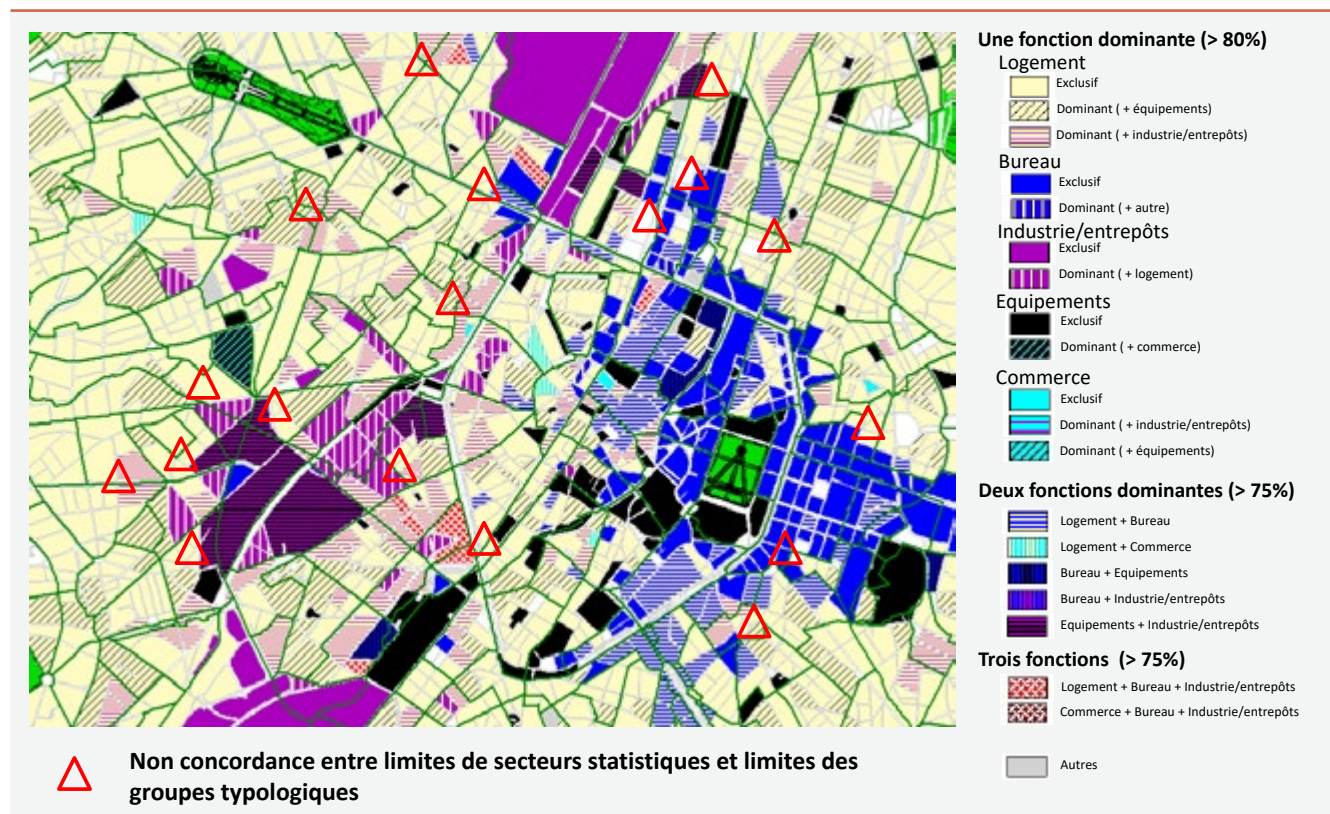 Une fonction dominante (> 80%)
Logement
Exclusif
Dominant ( + équipements)
Dominant ( + industrie/entrepôts)
Bureau
Exclusif
Dominant ( + autre)
Industrie/entrepôts
Exclusif
Dominant ( + logement)
Equipements
Exclusif
Dominant ( + commerce)
Commerce
Exclusif
Dominant ( + industrie/entrepôts)
Dominant ( + équipements)
Deux fonctions dominantes (> 75%)
Logement + Bureau
Logement + Commerce
Bureau + Equipements
Bureau + Industrie/entrepôts
Equipements + Industrie/entrepôts
Trois fonctions (> 75%)
Logement + Bureau + Industrie/entrepôts
Commerce + Bureau + Industrie/entrepôts
Autres
Non concordance entre limites de secteurs statistiques et limites des
groupes typologiques